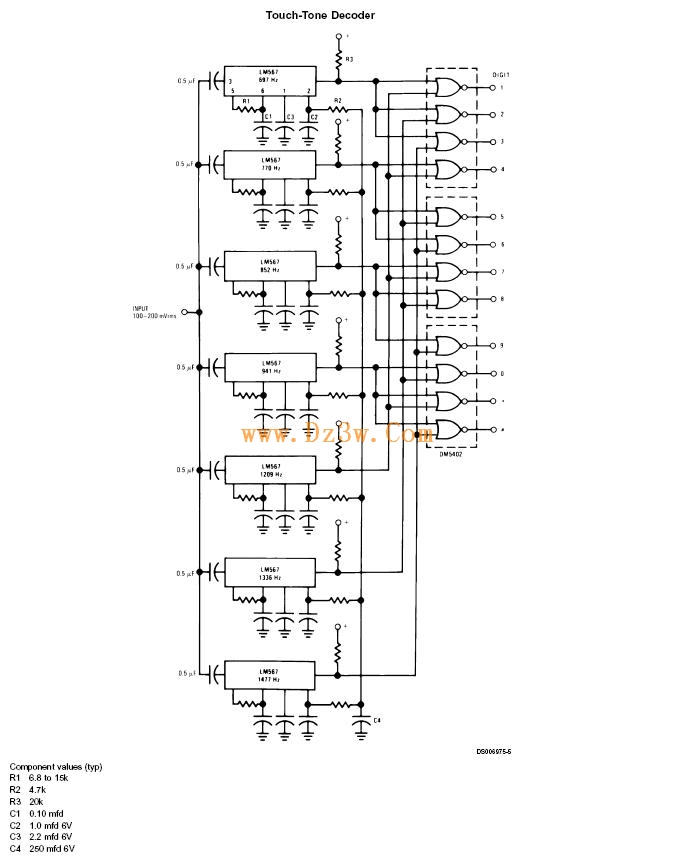 Touch-Tone Decoder
R3
0.5 µF
3
LM567
697 Hz
5 6 1 2
R1
C1
C3
C2
R2
+
DIGIT
1
2
3
4
0.5 µF
LM567
770 Hz
+
5
6
7
8
0.5 µF
LM567
852 Hz
+
INPUT
100–200 mVrms
9
0
*
#
DM5402
0.5 µF
LM567
941 Hz
+
www.Dz3w.Com
0.5 µF
LM567
1209 Hz
+
0.5 µF
LM567
1336 Hz
+
0.5 µF
LM567
1477 Hz
+
C4
DS006975-5
Component values (typ)
R1 6.8 to 15k
R2 4.7k
R3 20k
C1 0.10 mfd
C2 1.0 mfd 6V
C3 2.2 mfd 6V
C4 250 mfd 6V